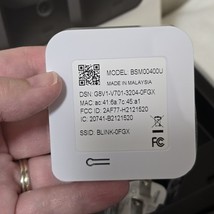 MODEL: BSM00400U
MADE IN MALAYSIA
DSN: G8V1-V701-3204-0FGX
MAC: ac:41:6a:7c:45:a1
FCC ID: 2AF77-H2121520
IC: 20741-B2121520
SSID: BLINK-0FGX